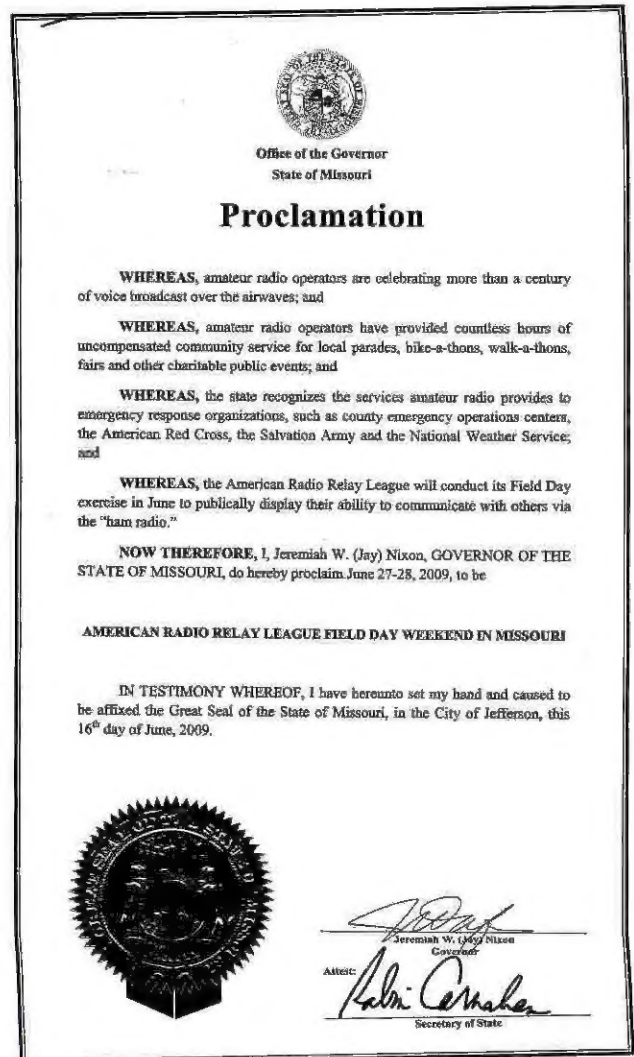 Office of the Governor
State of Missouri
Proclamation
WHEREAS, amateur radio operators are celebrating more than a century
of voice broadcast over the airwaves; and
WHEREAS, amateur radio operators have provided countless hours of
uncompensated community service for local parades, bike-a-thons, walk-a-thons,
fairs and other charitable public events; and
WHEREAS, the state recognizes the services amateur radio provides to
emergency response organizations, such as county emergency operations centers,
the American Red Cross, the Salvation Army and the National Weather Service;
and
WHEREAS, the American Radio Relay League will conduct its Field Day
exercise in June to publically display their ability to communicate with others via
the “ham radio.”
NOW THEREFORE, I, Jeremiah W. (Jay) Nixon, GOVERNOR OF THE
STATE OF MISSOURI, do hereby proclaim June 27-28, 2009, to be
AMERICAN RADIO RELAY LEAGUE FIELD DAY WEEKEND IN MISSOURI
IN TESTIMONY WHEREOF, I have hereunto set my hand and caused to
be affixed the Great Seal of the State of Missouri, in the City of Jefferson, this
16th day of June, 2009.
Jeremiah W. (Jay) Nixon
Governor
Attest:
Robin Carnahan
Secretary of State